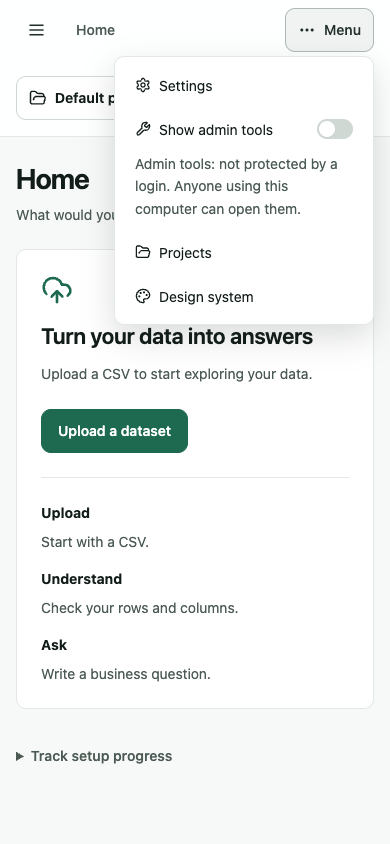 Home
Menu
Settings
Default p
Show admin tools
Admin tools: not protected by a
login. Anyone using this
computer can open them.
Home
What would you
Projects
Design system
Turn your data into answers
Upload a CSV to start exploring your data.
Upload a dataset
Upload
Start with a CSV.
Understand
Check your rows and columns.
Ask
Write a business question.
Track setup progress